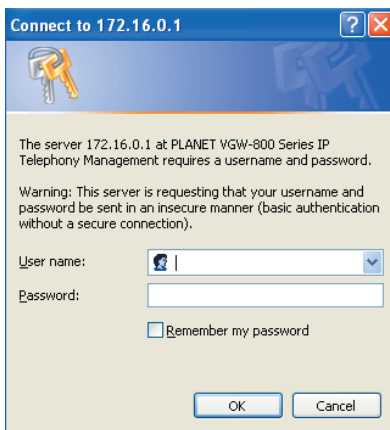 Connect to 172.16.0.1
The server 172.16.0.1 at PLANET VGW-800 Series IP
Telephony Management requires a username and password.
Warning: This server is requesting that your username and
password be sent in an insecure manner (basic authentication
without a secure connection).
User name:
Password:
Remember my password
OK Cancel